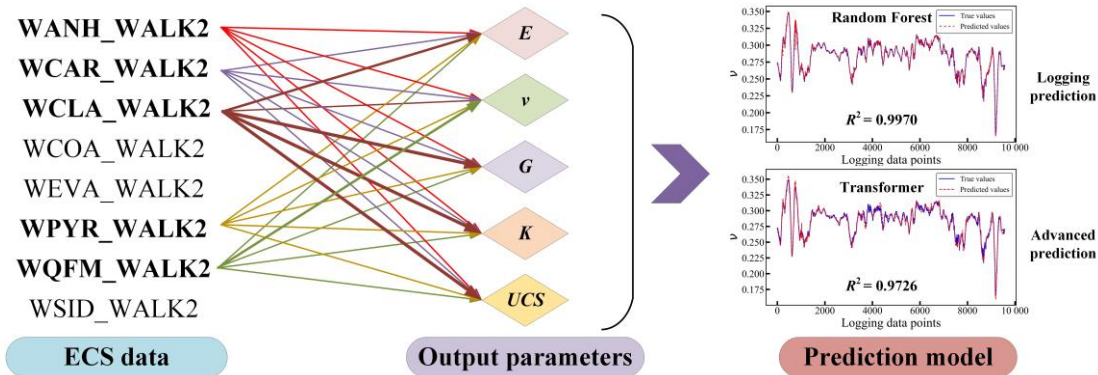 WANH_WALK2
WCAR_WALK2
WCLA_WALK2
WCOA_WALK2
WEVA_WALK2
WPYR_WALK2
WQFM_WALK2
WSID_WALK2
ECS data
E
v
G
K
UCS
Output parameters
Random Forest
True values
Predicted values
0.350
0.325
0.300
0.275
0.250
0.225
0.200
0.175
ν
R² = 0.9970
0 2000 4000 6000 8000 10 000
Logging data points
Logging
prediction
Transformer
True values
Predicted values
0.350
0.325
0.300
0.275
0.250
0.225
0.200
0.175
ν
R² = 0.9726
0 2000 4000 6000 8000 10 000
Logging data points
Advanced
prediction
Prediction model